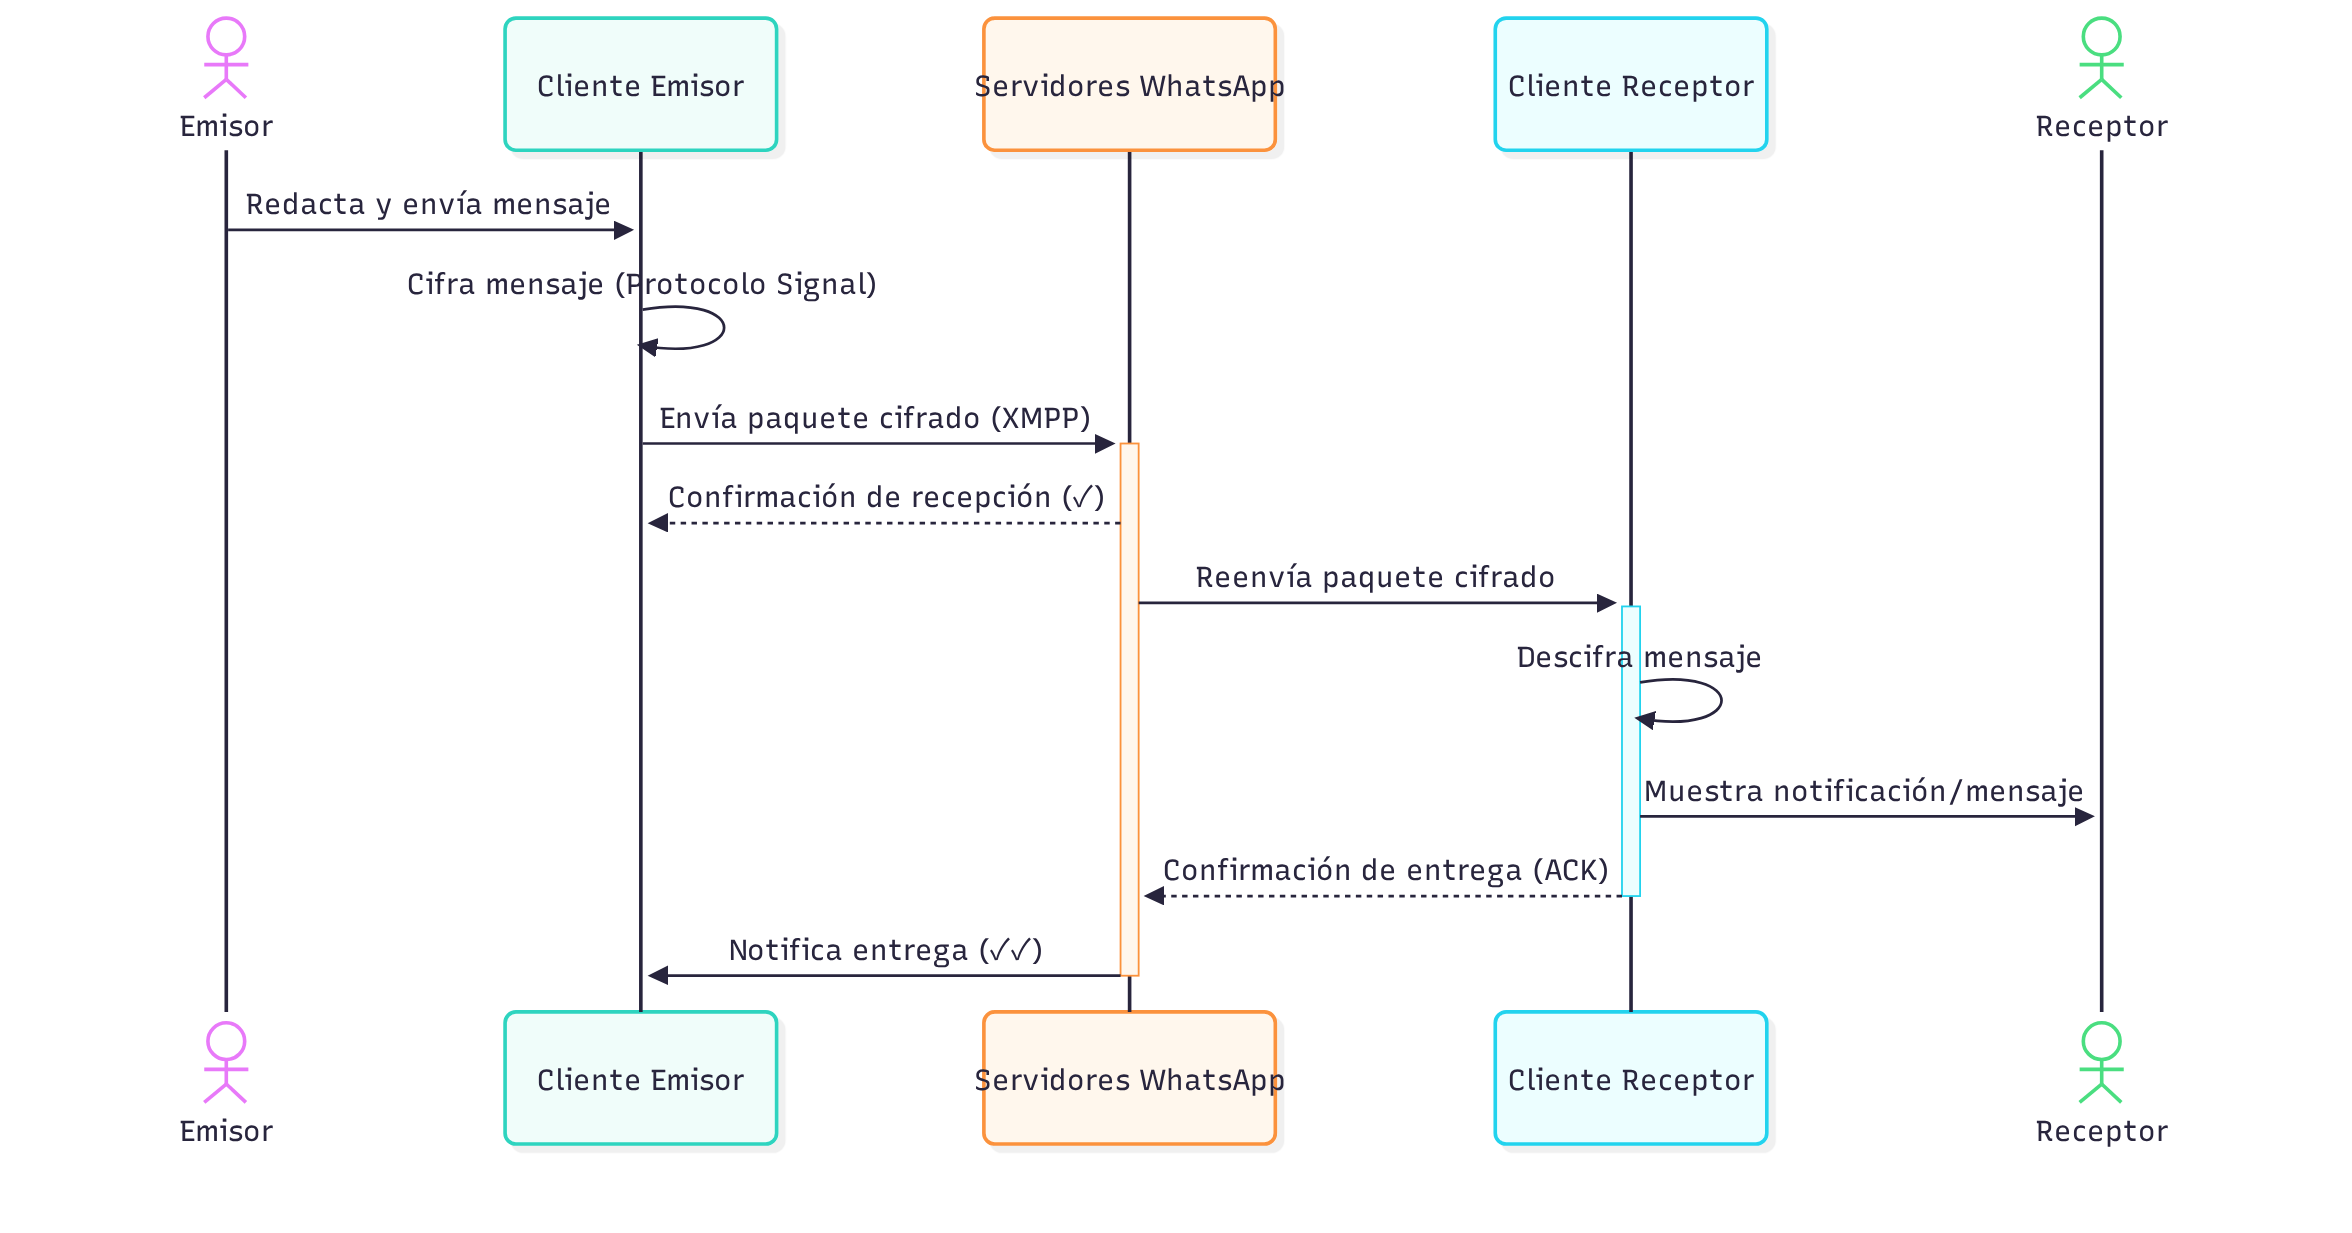 Emisor
Cliente Emisor
Servidores WhatsApp
Cliente Receptor
Receptor
Redacta y envía mensaje
Cifra mensaje (Protocolo Signal)
Envía paquete cifrado (XMPP)
Confirmación de recepción (✓)
Reenvía paquete cifrado
Descifra mensaje
Muestra notificación/mensaje
Confirmación de entrega (ACK)
Notifica entrega (✓✓)
Emisor
Cliente Emisor
Servidores WhatsApp
Cliente Receptor
Receptor